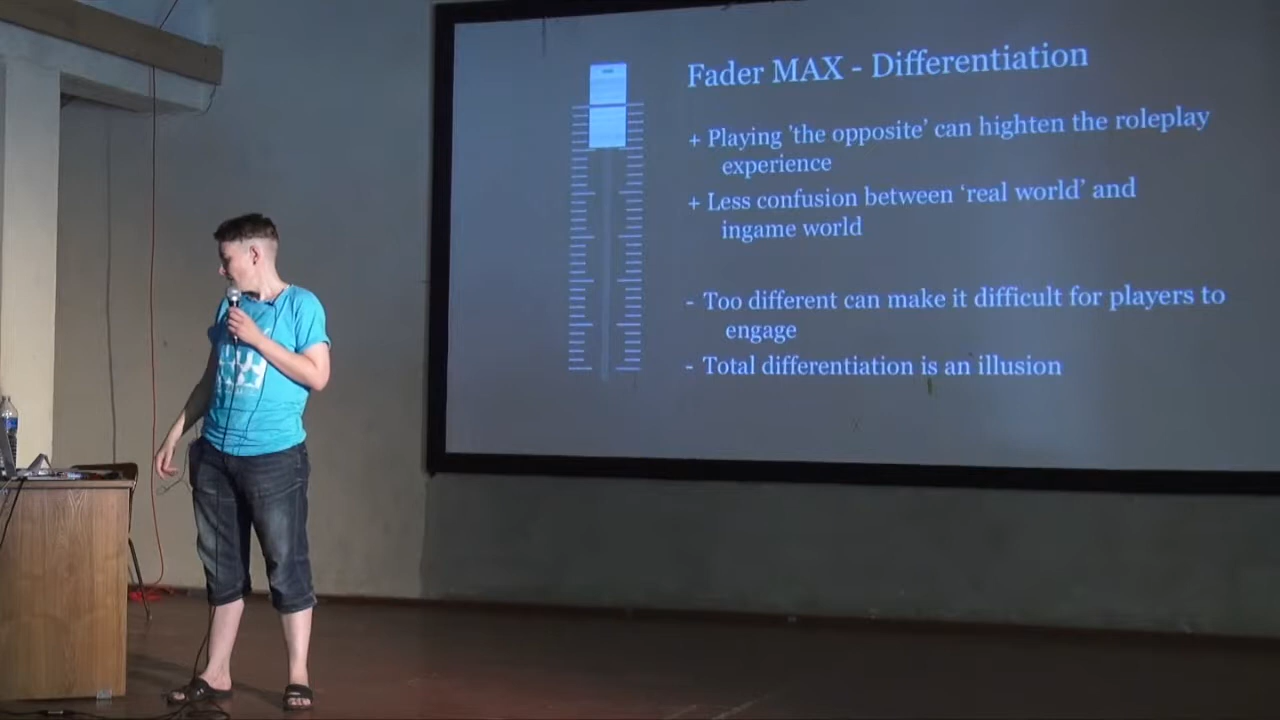 Fader MAX - Differentiation
+ Playing 'the opposite' can highten the roleplay
experience
+ Less confusion between ‘real world’ and
ingame world
- Too different can make it difficult for players to
engage
- Total differentiation is an illusion